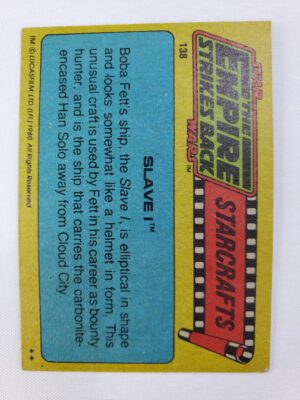 138
STAR
THE
EMPIRE
STRIKES BACK
WARS™
STARCRAFTS
SLAVE I™
Boba Fett's ship, the Slave I, is elliptical in shape
and looks somewhat like a helmet in form. This
unusual craft is used by Fett in his career as bounty
hunter, and is the ship that carries the carbonite-
encased Han Solo away from Cloud City.
TM: © LUCASFILM LTD. (LFL) 1980. All Rights Reserved
**